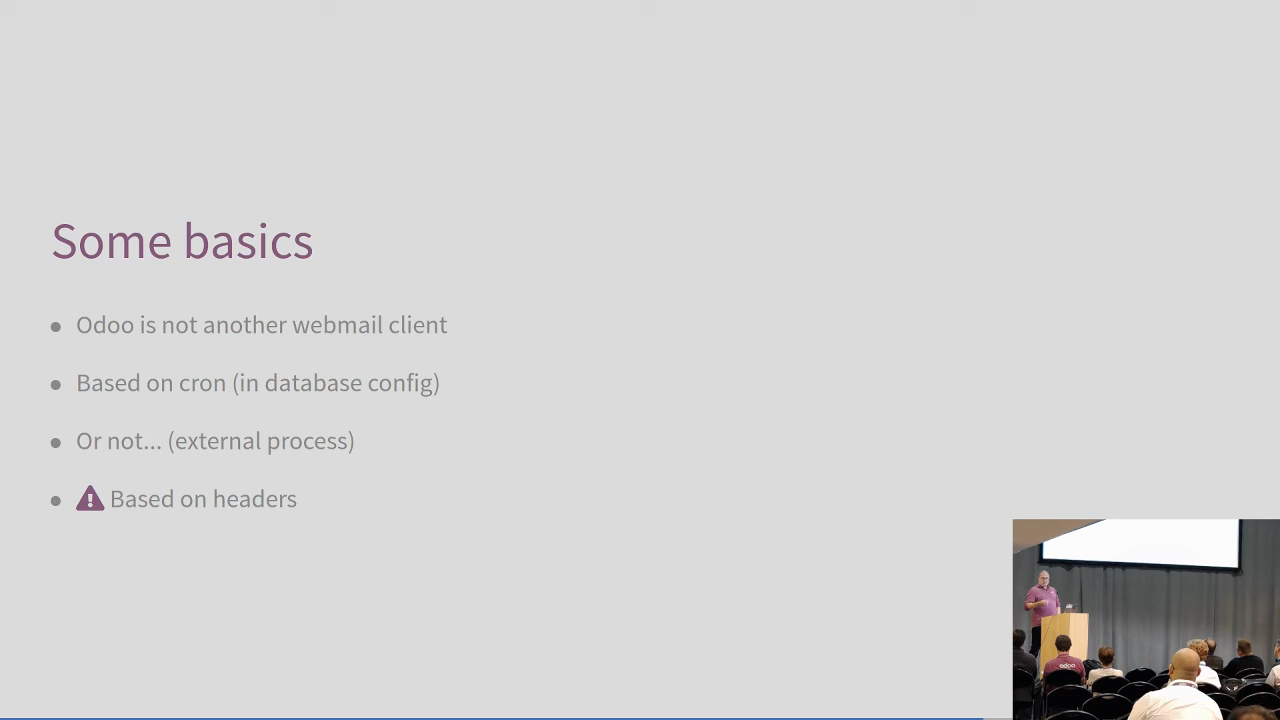 Some basics
Odoo is not another webmail client
Based on cron (in database config)
Or not... (external process)
Based on headers
odoo